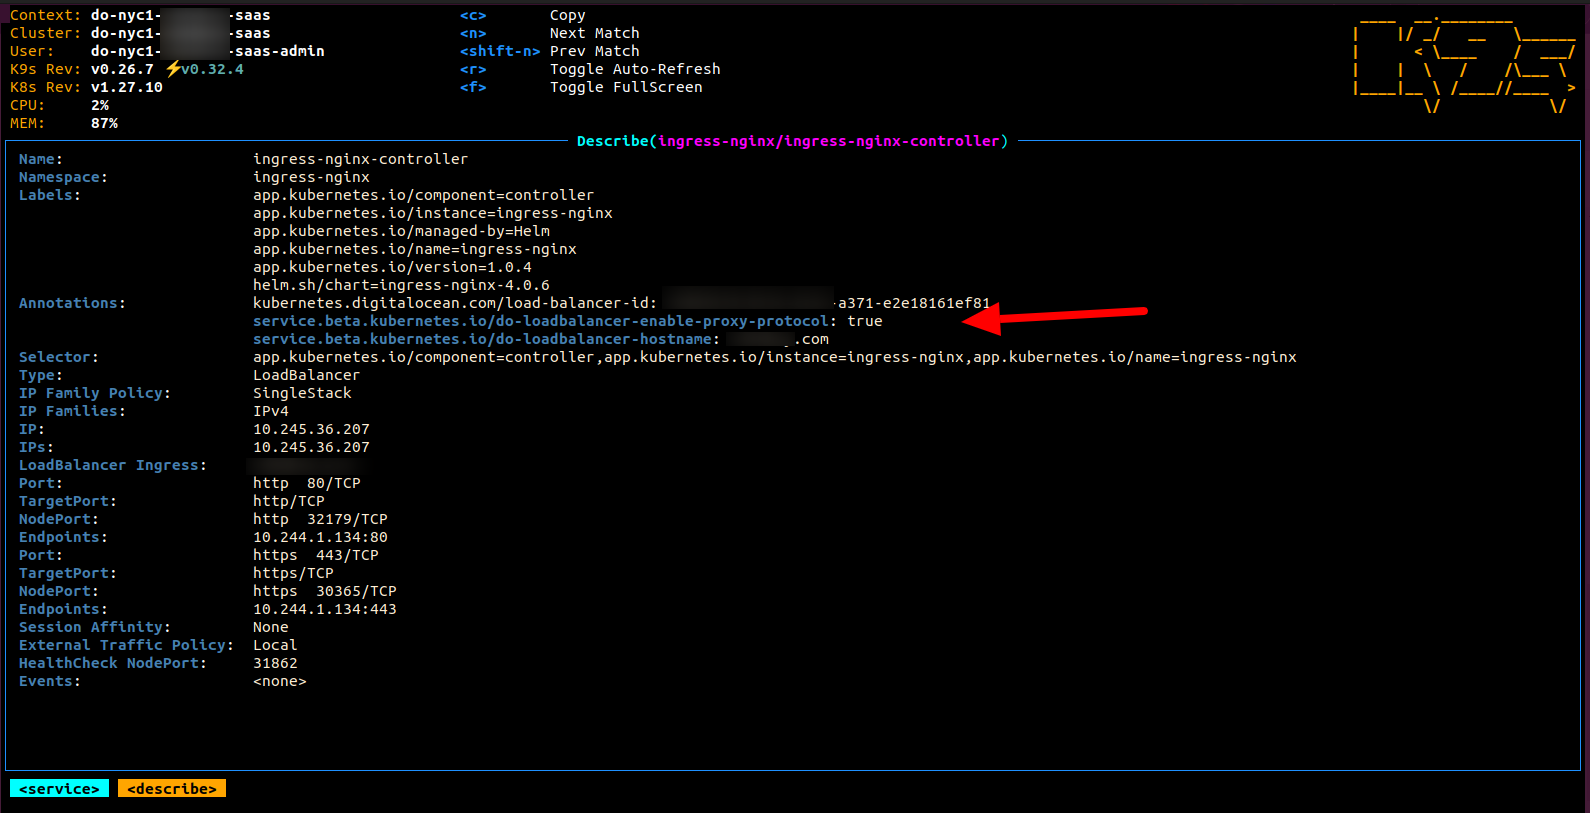 Context: do-nyc1- -saas <c> Copy
Cluster: do-nyc1- -saas <n> Next Match
User: do-nyc1- -saas-admin <shift-n> Prev Match
K9s Rev: v0.26.7 ⚡v0.32.4 <r> Toggle Auto-Refresh
K8s Rev: v1.27.10 <f> Toggle FullScreen
CPU: 2%
MEM: 87%
Describe(ingress-nginx/ingress-nginx-controller)
Name: ingress-nginx-controller
Namespace: ingress-nginx
Labels: app.kubernetes.io/component=controller
app.kubernetes.io/instance=ingress-nginx
app.kubernetes.io/managed-by=Helm
app.kubernetes.io/name=ingress-nginx
app.kubernetes.io/version=1.0.4
helm.sh/chart=ingress-nginx-4.0.6
Annotations: kubernetes.digitalocean.com/load-balancer-id: -a371-e2e18161ef81
service.beta.kubernetes.io/do-loadbalancer-enable-proxy-protocol: true
service.beta.kubernetes.io/do-loadbalancer-hostname: .com
Selector: app.kubernetes.io/component=controller,app.kubernetes.io/instance=ingress-nginx,app.kubernetes.io/name=ingress-nginx
Type: LoadBalancer
IP Family Policy: SingleStack
IP Families: IPv4
IP: 10.245.36.207
IPs: 10.245.36.207
LoadBalancer Ingress:
Port: http 80/TCP
TargetPort: http/TCP
NodePort: http 32179/TCP
Endpoints: 10.244.1.134:80
Port: https 443/TCP
TargetPort: https/TCP
NodePort: https 30365/TCP
Endpoints: 10.244.1.134:443
Session Affinity: None
External Traffic Policy: Local
HealthCheck NodePort: 31862
Events: <none>
<service> <describe>